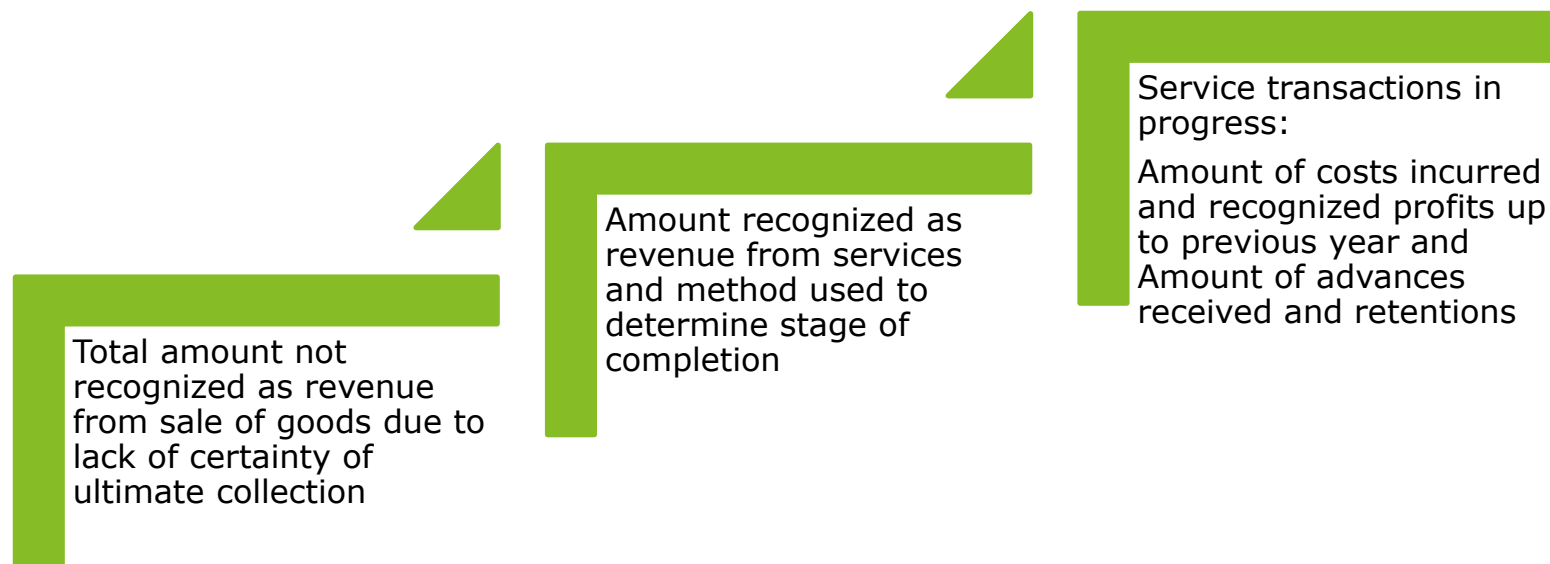 Total amount not
recognized as revenue
from sale of goods due to
lack of certainty of
ultimate collection
Amount recognized as
revenue from services
and method used to
determine stage of
completion
Service transactions in
progress:
Amount of costs incurred
and recognized profits up
to previous year and
Amount of advances
received and retentions